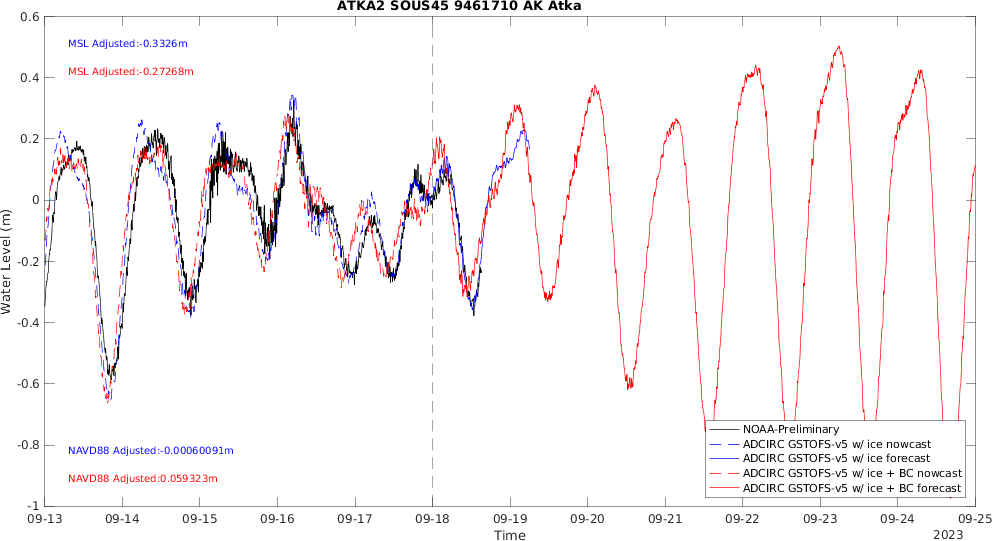 ATKA2 SOUS45 9461710 AK Atka
0.6
0.4
0.2
0
-0.2
-0.4
-0.6
-0.8
-1
Water Level (m)
MSL Adjusted:-0.3326m
MSL Adjusted:-0.27268m
NAVD88 Adjusted:-0.00060091m
NAVD88 Adjusted:0.059323m
NOAA-Preliminary
ADCIRC GSTOFS-v5 w/ ice nowcast
ADCIRC GSTOFS-v5 w/ ice forecast
ADCIRC GSTOFS-v5 w/ ice + BC nowcast
ADCIRC GSTOFS-v5 w/ ice + BC forecast
09-13 09-14 09-15 09-16 09-17 09-18 09-19 09-20 09-21 09-22 09-23 09-24 09-25
Time
2023